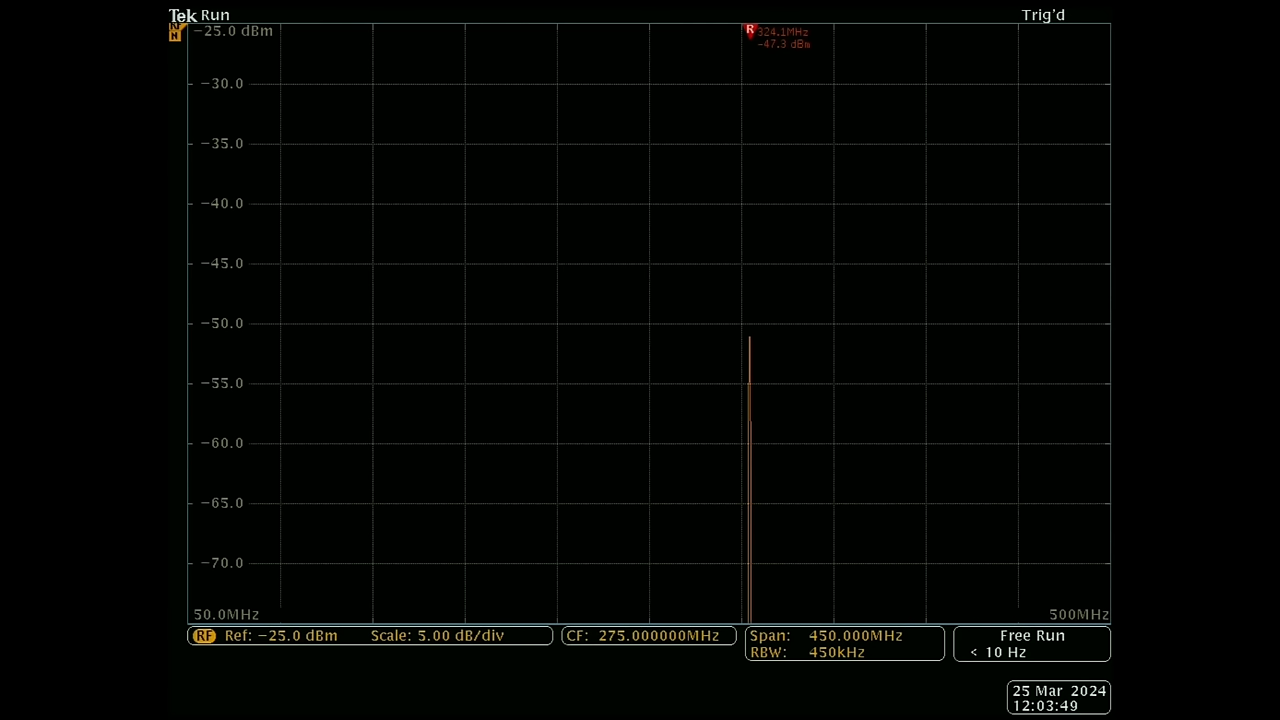 Tek Run Trig'd
RF
N
−25.0 dBm
R 324.1MHz
−47.3 dBm
−30.0
−35.0
−40.0
−45.0
−50.0
−55.0
−60.0
−65.0
−70.0
50.0MHz 500MHz
RF Ref: −25.0 dBm Scale: 5.00 dB/div CF: 275.000000MHz Span: 450.000MHz Free Run
RBW: 450kHz < 10 Hz
25 Mar 2024
12:03:49